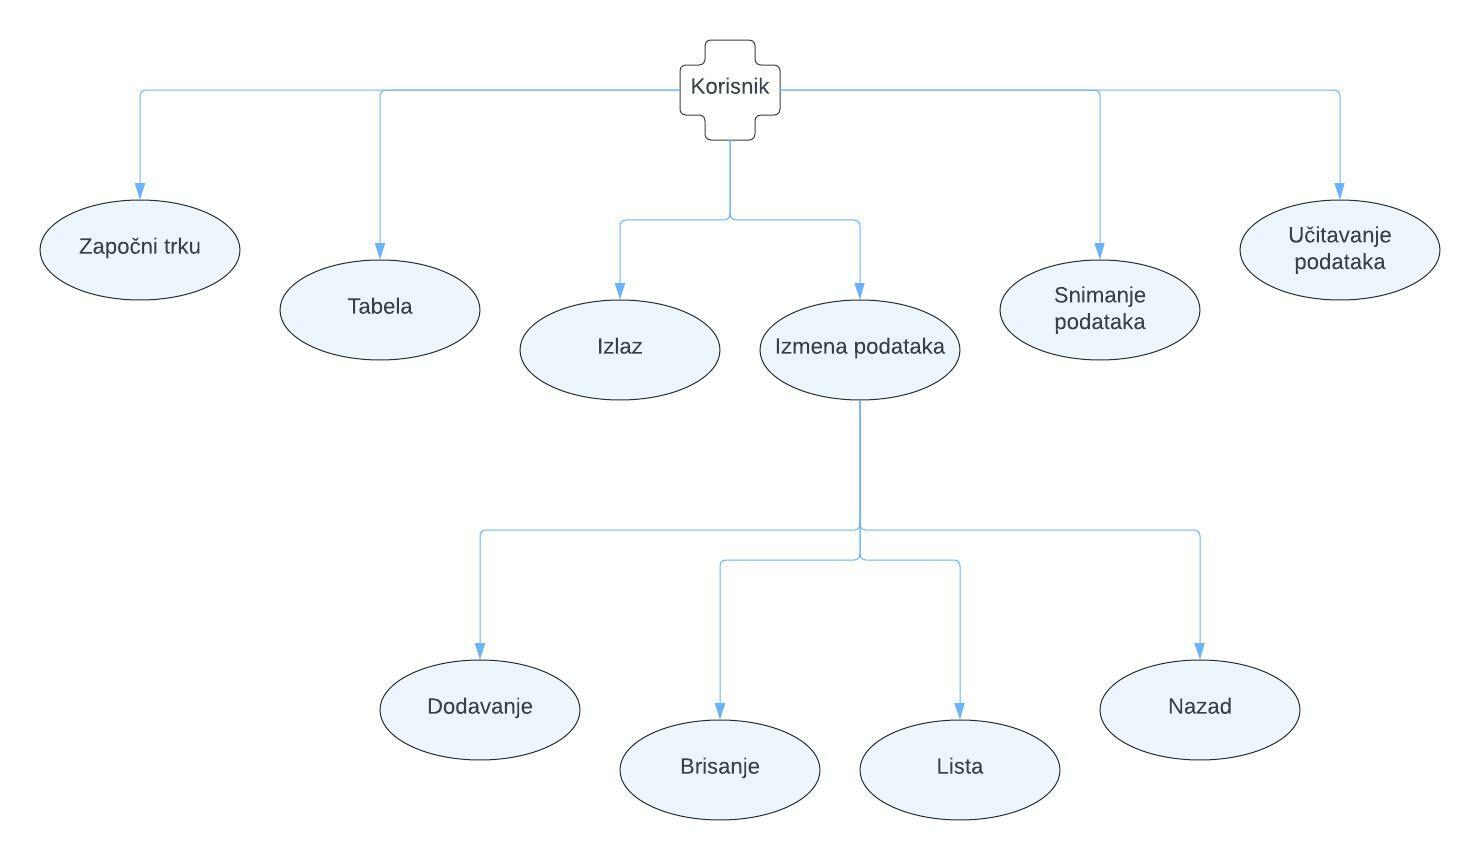 Korisnik
Započni trku
Tabela
Izlaz
Izmena podataka
Snimanje
podataka
Učitavanje
podataka
Dodavanje
Brisanje
Lista
Nazad